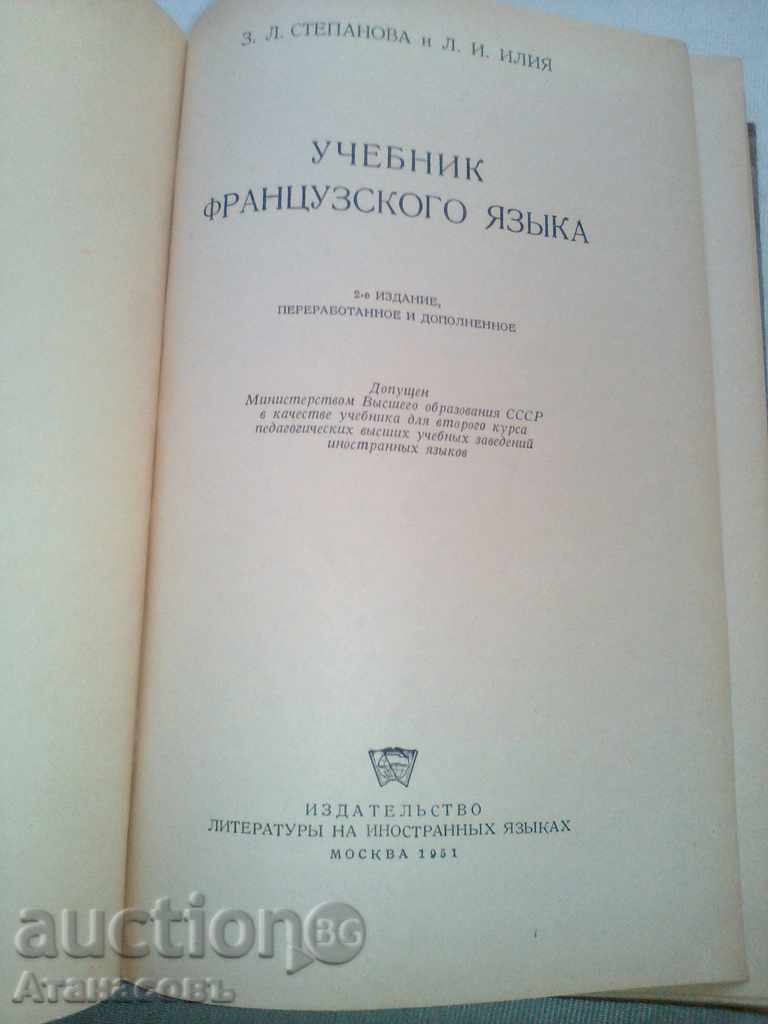 З. Л. СТЕПАНОВА и Л. И. ИЛИЯ
УЧЕБНИК
ФРАНЦУЗСКОГО ЯЗЫКА
2-е ИЗДАНИЕ,
ПЕРЕРАБОТАННОЕ И ДОПОЛНЕННОЕ
Допущен
Министерством Высшего образования СССР
в качестве учебника для второго курса
педагогических высших учебных заведений
иностранных языков
ИЗДАТЕЛЬСТВО
ЛИТЕРАТУРЫ НА ИНОСТРАННЫХ ЯЗЫКАХ
МОСКВА 1951
auction BG
Атанасовъ